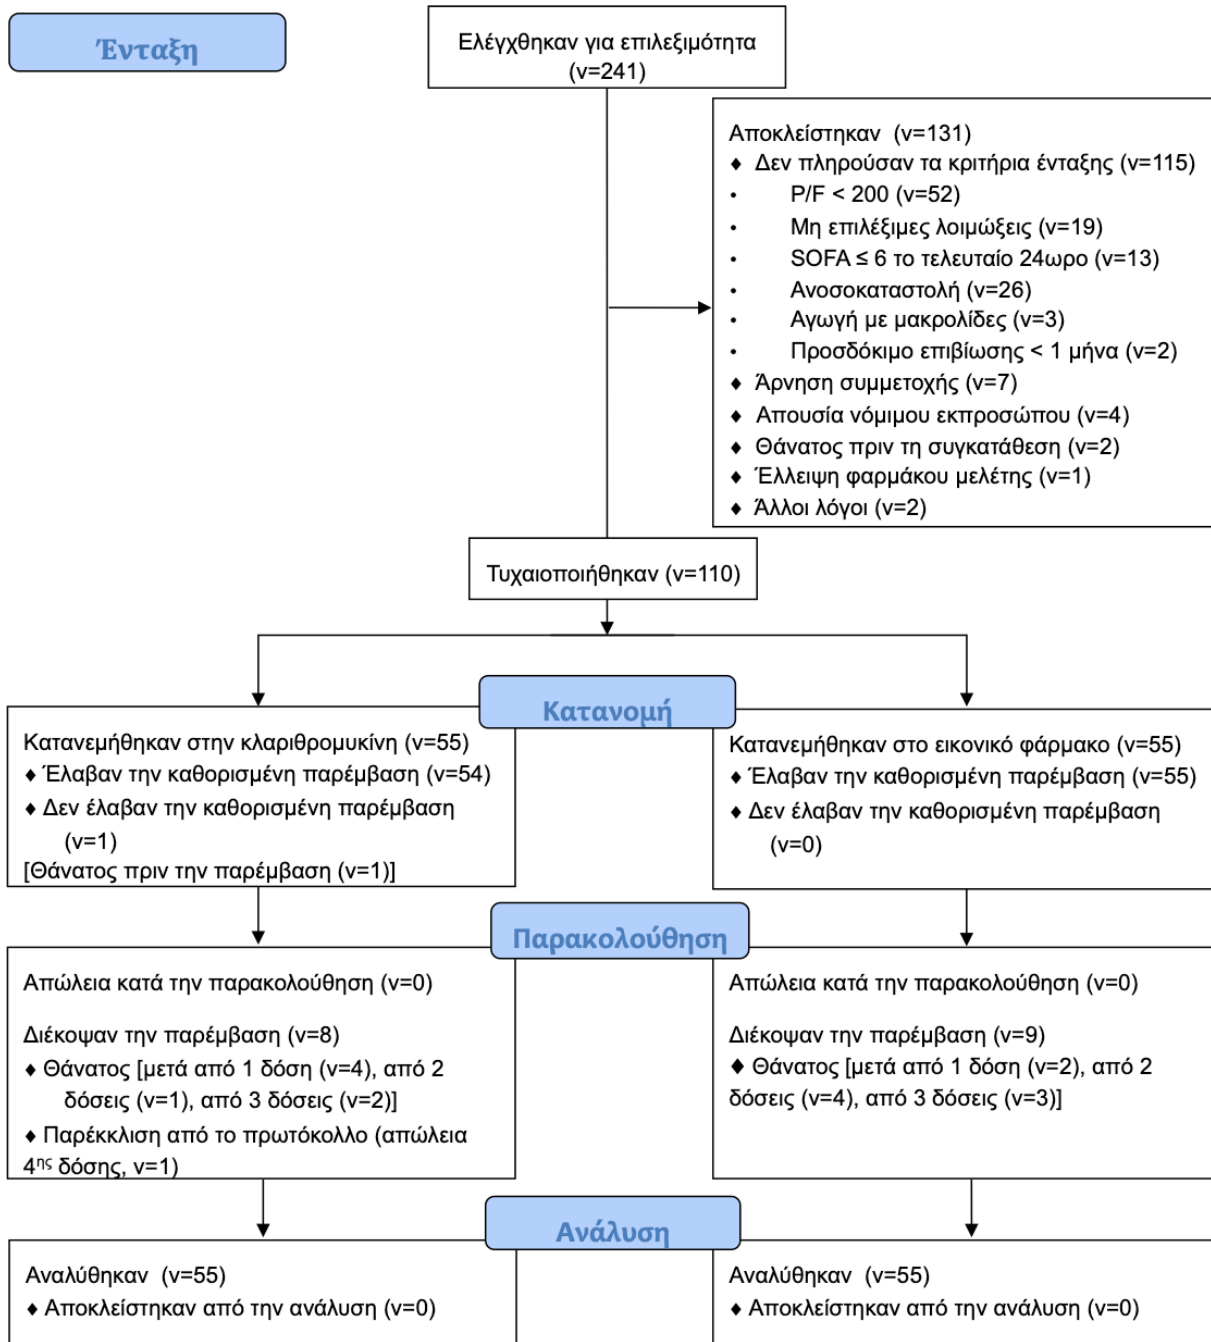 Ένταξη
Ελέγχθηκαν για επιλεξιμότητα
(ν=241)
Αποκλείστηκαν (ν=131)
♦ Δεν πληρούσαν τα κριτήρια ένταξης (ν=115)
• P/F < 200 (ν=52)
• Μη επιλέξιμες λοιμώξεις (ν=19)
• SOFA ≤ 6 το τελευταίο 24ωρο (ν=13)
• Ανοσοκαταστολή (ν=26)
• Αγωγή με μακρολίδες (ν=3)
• Προσδόκιμο επιβίωσης < 1 μήνα (ν=2)
♦ Άρνηση συμμετοχής (ν=7)
♦ Απουσία νόμιμου εκπροσώπου (ν=4)
♦ Θάνατος πριν τη συγκατάθεση (ν=2)
♦ Έλλειψη φαρμάκου μελέτης (ν=1)
♦ Άλλοι λόγοι (ν=2)
Τυχαιοποιήθηκαν (ν=110)
Κατανομή
Κατανεμήθηκαν στην κλαριθρομυκίνη (ν=55)
♦ Έλαβαν την καθορισμένη παρέμβαση (ν=54)
♦ Δεν έλαβαν την καθορισμένη παρέμβαση
(ν=1)
[Θάνατος πριν την παρέμβαση (ν=1)]
Κατανεμήθηκαν στο εικονικό φάρμακο (ν=55)
♦ Έλαβαν την καθορισμένη παρέμβαση (ν=55)
♦ Δεν έλαβαν την καθορισμένη παρέμβαση
(ν=0)
Παρακολούθηση
Απώλεια κατά την παρακολούθηση (ν=0)
Διέκοψαν την παρέμβαση (ν=8)
♦ Θάνατος [μετά από 1 δόση (ν=4), από 2
δόσεις (ν=1), από 3 δόσεις (ν=2)]
♦ Παρέκκλιση από το πρωτόκολλο (απώλεια
4ης δόσης, ν=1)
Απώλεια κατά την παρακολούθηση (ν=0)
Διέκοψαν την παρέμβαση (ν=9)
♦ Θάνατος [μετά από 1 δόση (ν=2), από 2
δόσεις (ν=4), από 3 δόσεις (ν=3)]
Ανάλυση
Αναλύθηκαν (ν=55)
♦ Αποκλείστηκαν από την ανάλυση (ν=0)
Αναλύθηκαν (ν=55)
♦ Αποκλείστηκαν από την ανάλυση (ν=0)